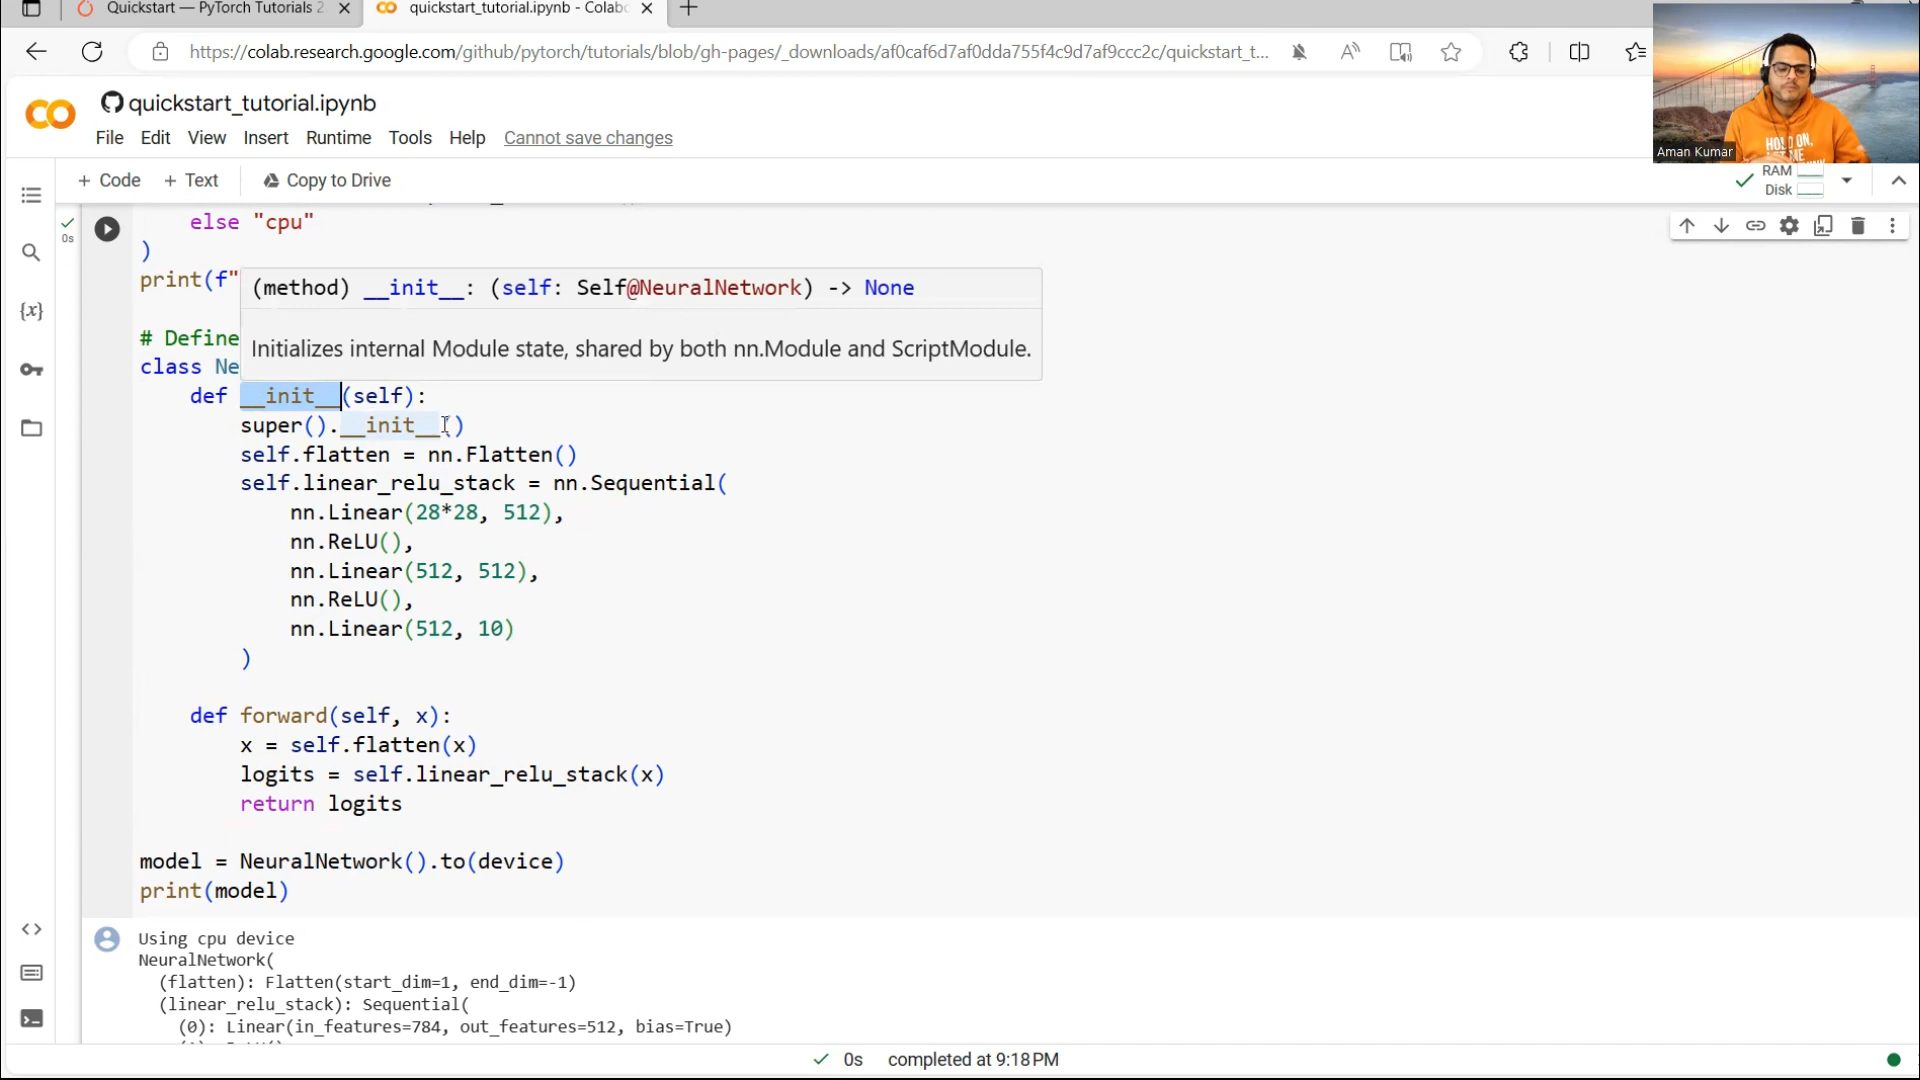 Quickstart — PyTorch Tutorials 2
quickstart_tutorial.ipynb - Colab
https://colab.research.google.com/github/pytorch/tutorials/blob/gh-pages/_downloads/af0caf6d7af0dda755f4c9d7af9ccc2c/quickstart_t...
quickstart_tutorial.ipynb
File Edit View Insert Runtime Tools Help Cannot save changes
HOLD ON,
Aman Kumar
+ Code + Text Copy to Drive
RAM
Disk
0s
else "cpu"
)
print(f"
(method) __init__: (self: Self@NeuralNetwork) -> None
Initializes internal Module state, shared by both nn.Module and ScriptModule.
# Define
class Ne
def __init__(self):
super().__init__()
self.flatten = nn.Flatten()
self.linear_relu_stack = nn.Sequential(
nn.Linear(28*28, 512),
nn.ReLU(),
nn.Linear(512, 512),
nn.ReLU(),
nn.Linear(512, 10)
)
def forward(self, x):
x = self.flatten(x)
logits = self.linear_relu_stack(x)
return logits
model = NeuralNetwork().to(device)
print(model)
Using cpu device
NeuralNetwork(
(flatten): Flatten(start_dim=1, end_dim=-1)
(linear_relu_stack): Sequential(
(0): Linear(in_features=784, out_features=512, bias=True)
0s completed at 9:18 PM